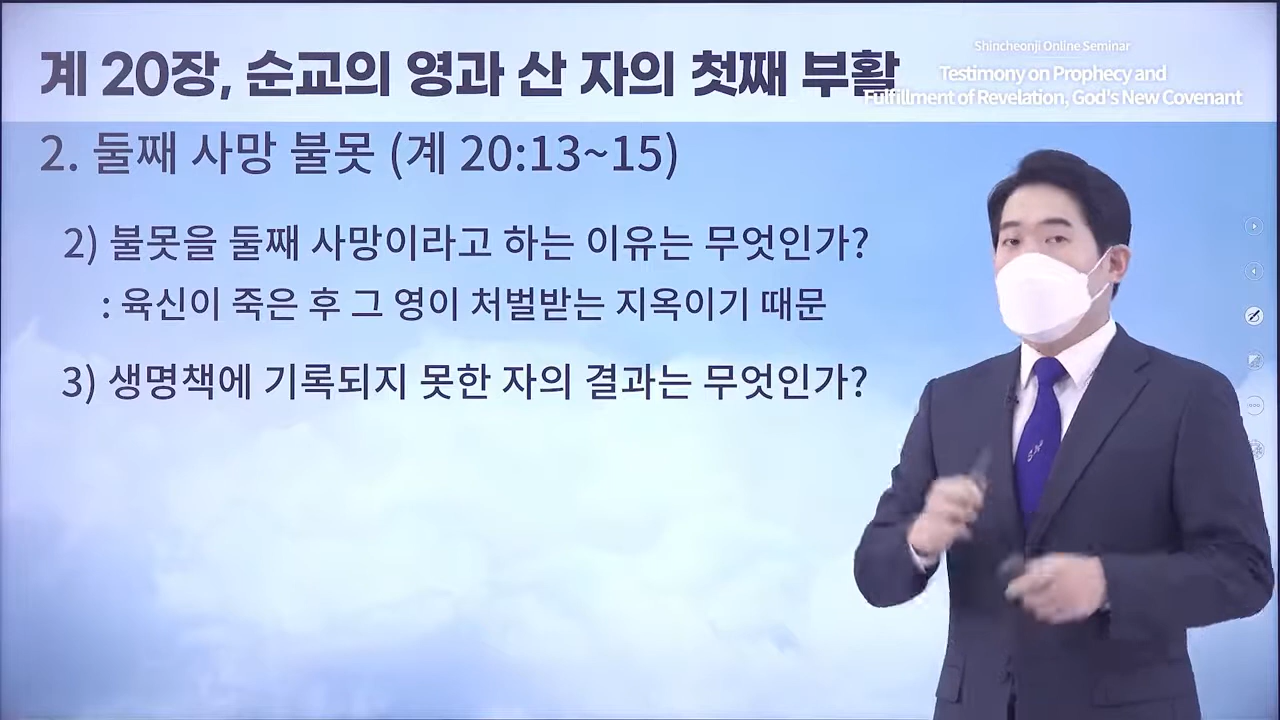 계 20장, 순교의 영과 산 자의 첫째 부활
Shincheonji Online Seminar
Testimony on Prophecy and
Fulfillment of Revelation, God's New Covenant
2. 둘째 사망 불못 (계 20:13~15)
2) 불못을 둘째 사망이라고 하는 이유는 무엇인가?
: 육신이 죽은 후 그 영이 처벌받는 지옥이기 때문
3) 생명책에 기록되지 못한 자의 결과는 무엇인가?